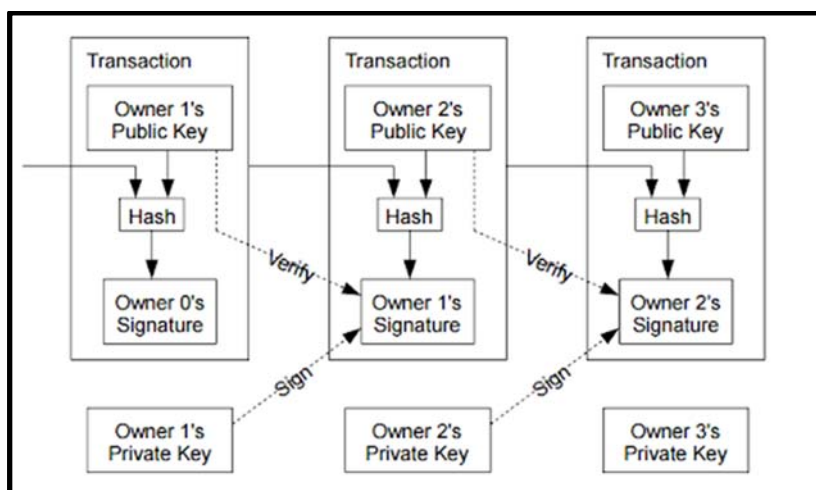 Transaction
Transaction
Transaction
Owner 1's
Public Key
Owner 2's
Public Key
Owner 3's
Public Key
Hash
Hash
Hash
Verify
Verify
Owner 0's
Signature
Owner 1's
Signature
Owner 2's
Signature
Sign
Sign
Owner 1's
Private Key
Owner 2's
Private Key
Owner 3's
Private Key